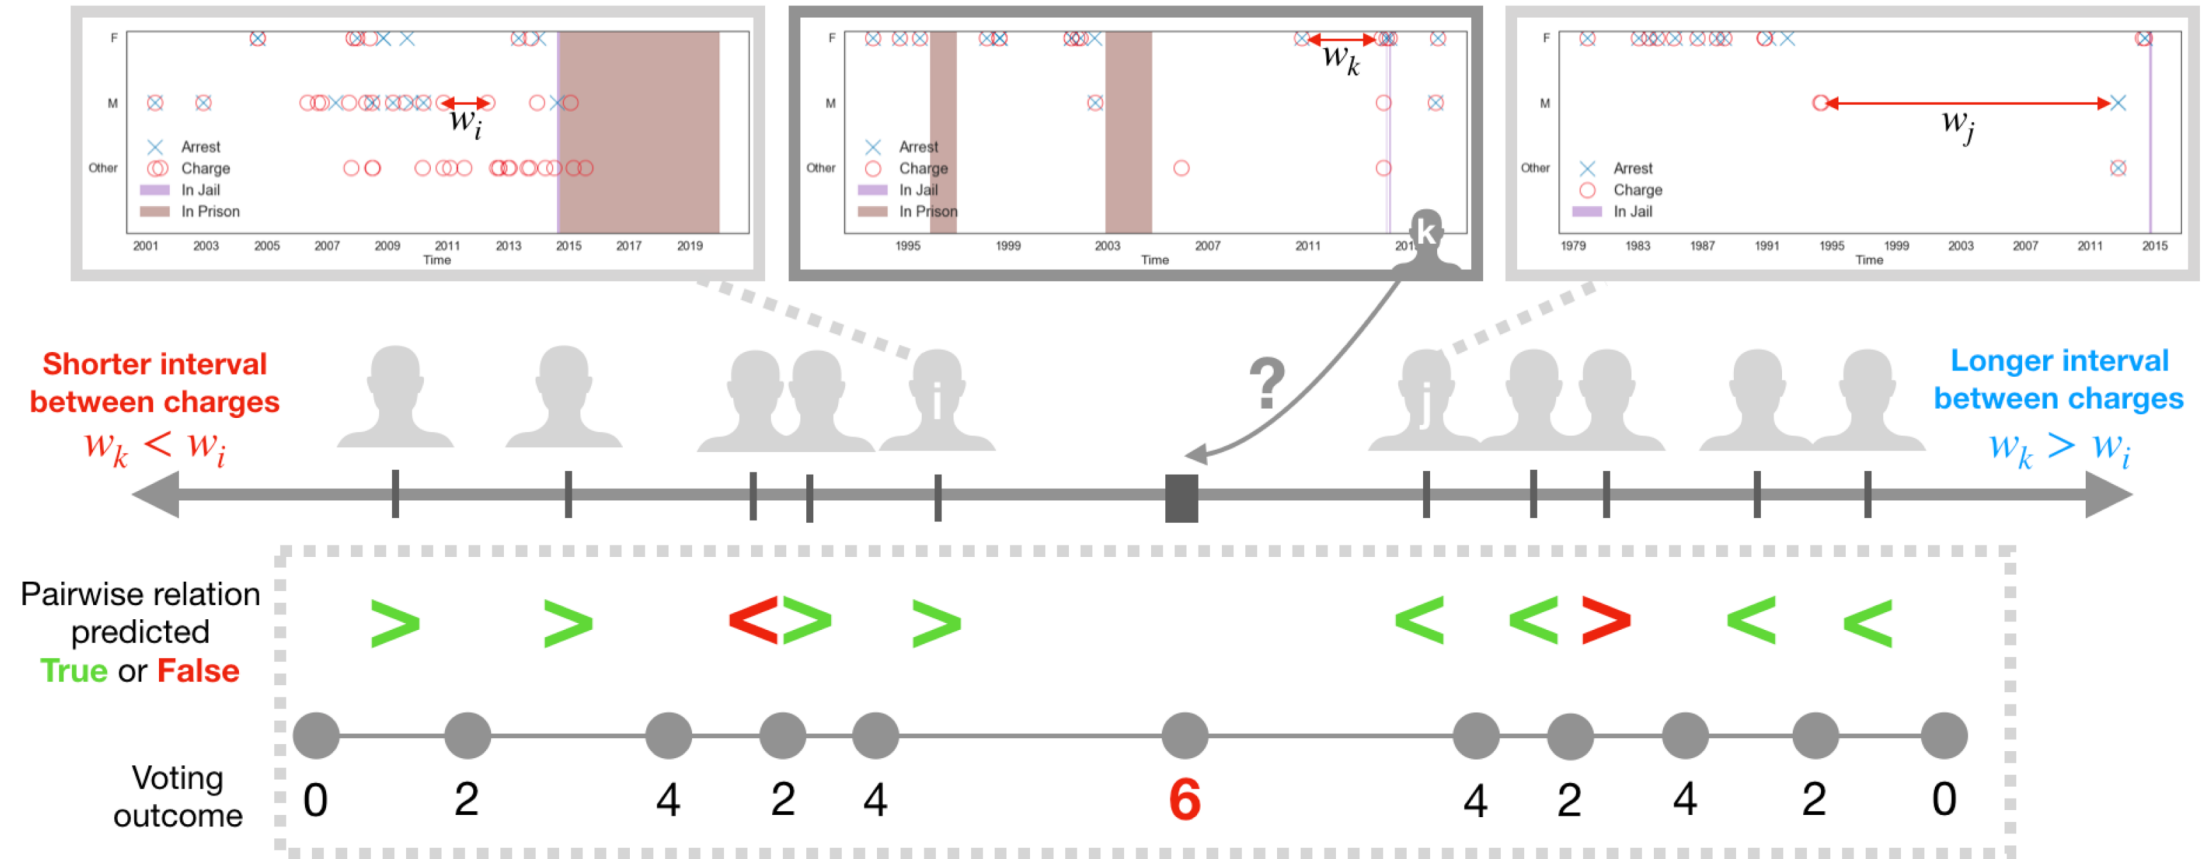 F
M
Other
w_i
Arrest
Charge
In Jail
In Prison
2001 2003 2005 2007 2009 2011 2013 2015 2017 2019
Time
F
M
Other
w_k
Arrest
Charge
In Jail
In Prison
1995 1999 2003 2007 2011
Time
k
F
M
Other
w_j
Arrest
Charge
In Jail
1979 1983 1987 1991 1995 1999 2003 2007 2011 2015
Time
Shorter interval
between charges
w_k < w_i
i
?
j
Longer interval
between charges
w_k > w_i
Pairwise relation
predicted
True or False
> > < > > < < > < <
Voting
outcome
0 2 4 2 4 6 4 2 4 2 0